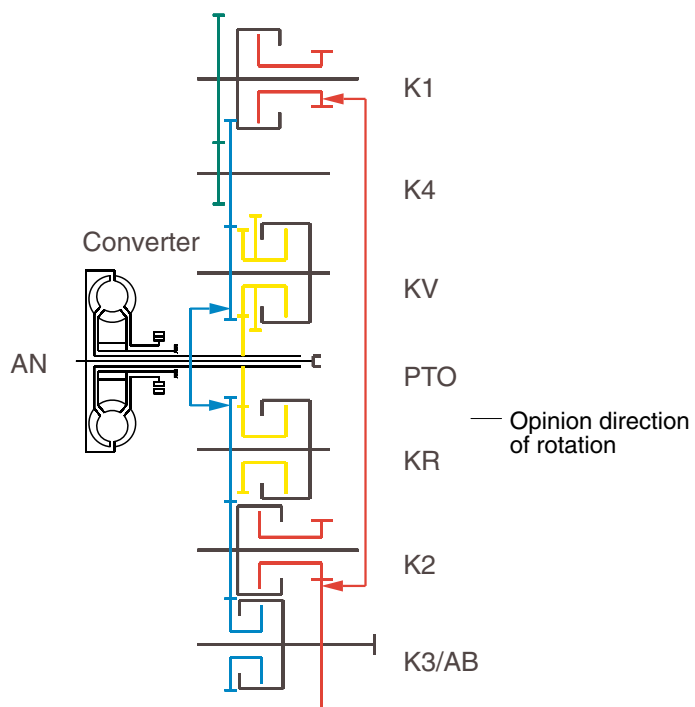 K1
K4
Converter
KV
AN
PTO
Opinion direction
of rotation
KR
K2
K3/AB